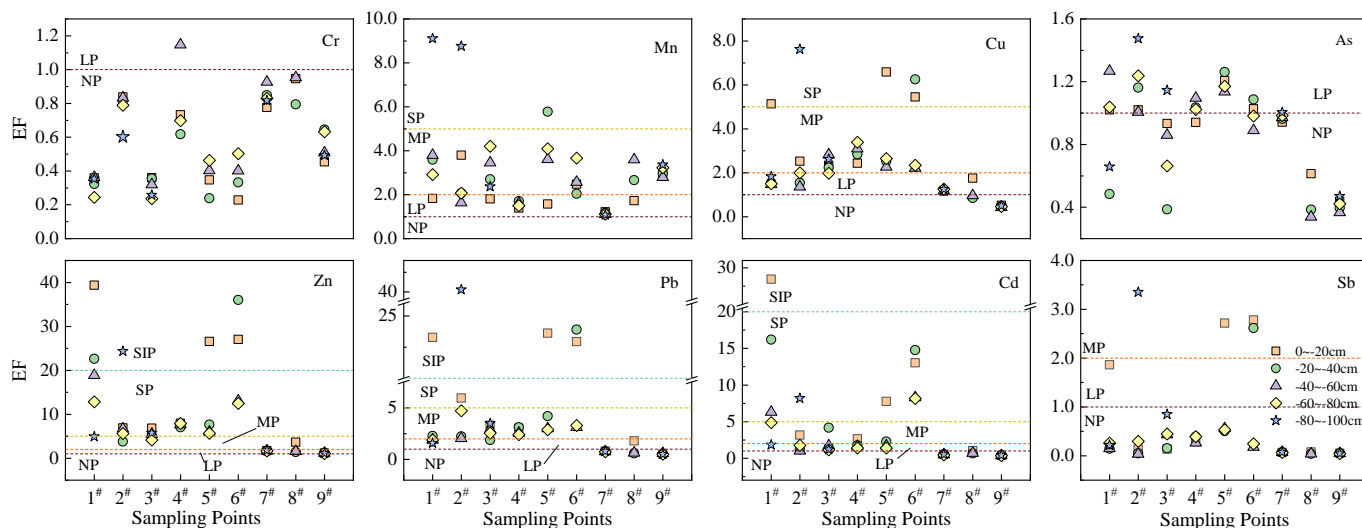 Cr
Mn
Cu
As
EF
1.2
1.0
0.8
0.6
0.4
0.2
0.0
LP
NP
10.0
8.0
6.0
4.0
2.0
0.0
SP
MP
LP
NP
8.0
6.0
4.0
2.0
0.0
SP
MP
LP
NP
1.6
1.2
0.8
0.4
LP
NP
Zn
Pb
Cd
Sb
EF
40
30
20
10
0
SIP
SP
MP
NP
LP
40
25
5
0
SIP
SP
MP
NP
LP
30
20
15
10
5
0
SIP
SP
MP
NP
LP
4.0
3.0
2.0
1.0
0.0
MP
LP
NP
0~-20cm
-20~-40cm
-40~-60cm
-60~-80cm
-80~-100cm
1# 2# 3# 4# 5# 6# 7# 8# 9#
1# 2# 3# 4# 5# 6# 7# 8# 9#
1# 2# 3# 4# 5# 6# 7# 8# 9#
1# 2# 3# 4# 5# 6# 7# 8# 9#
Sampling Points
Sampling Points
Sampling Points
Sampling Points